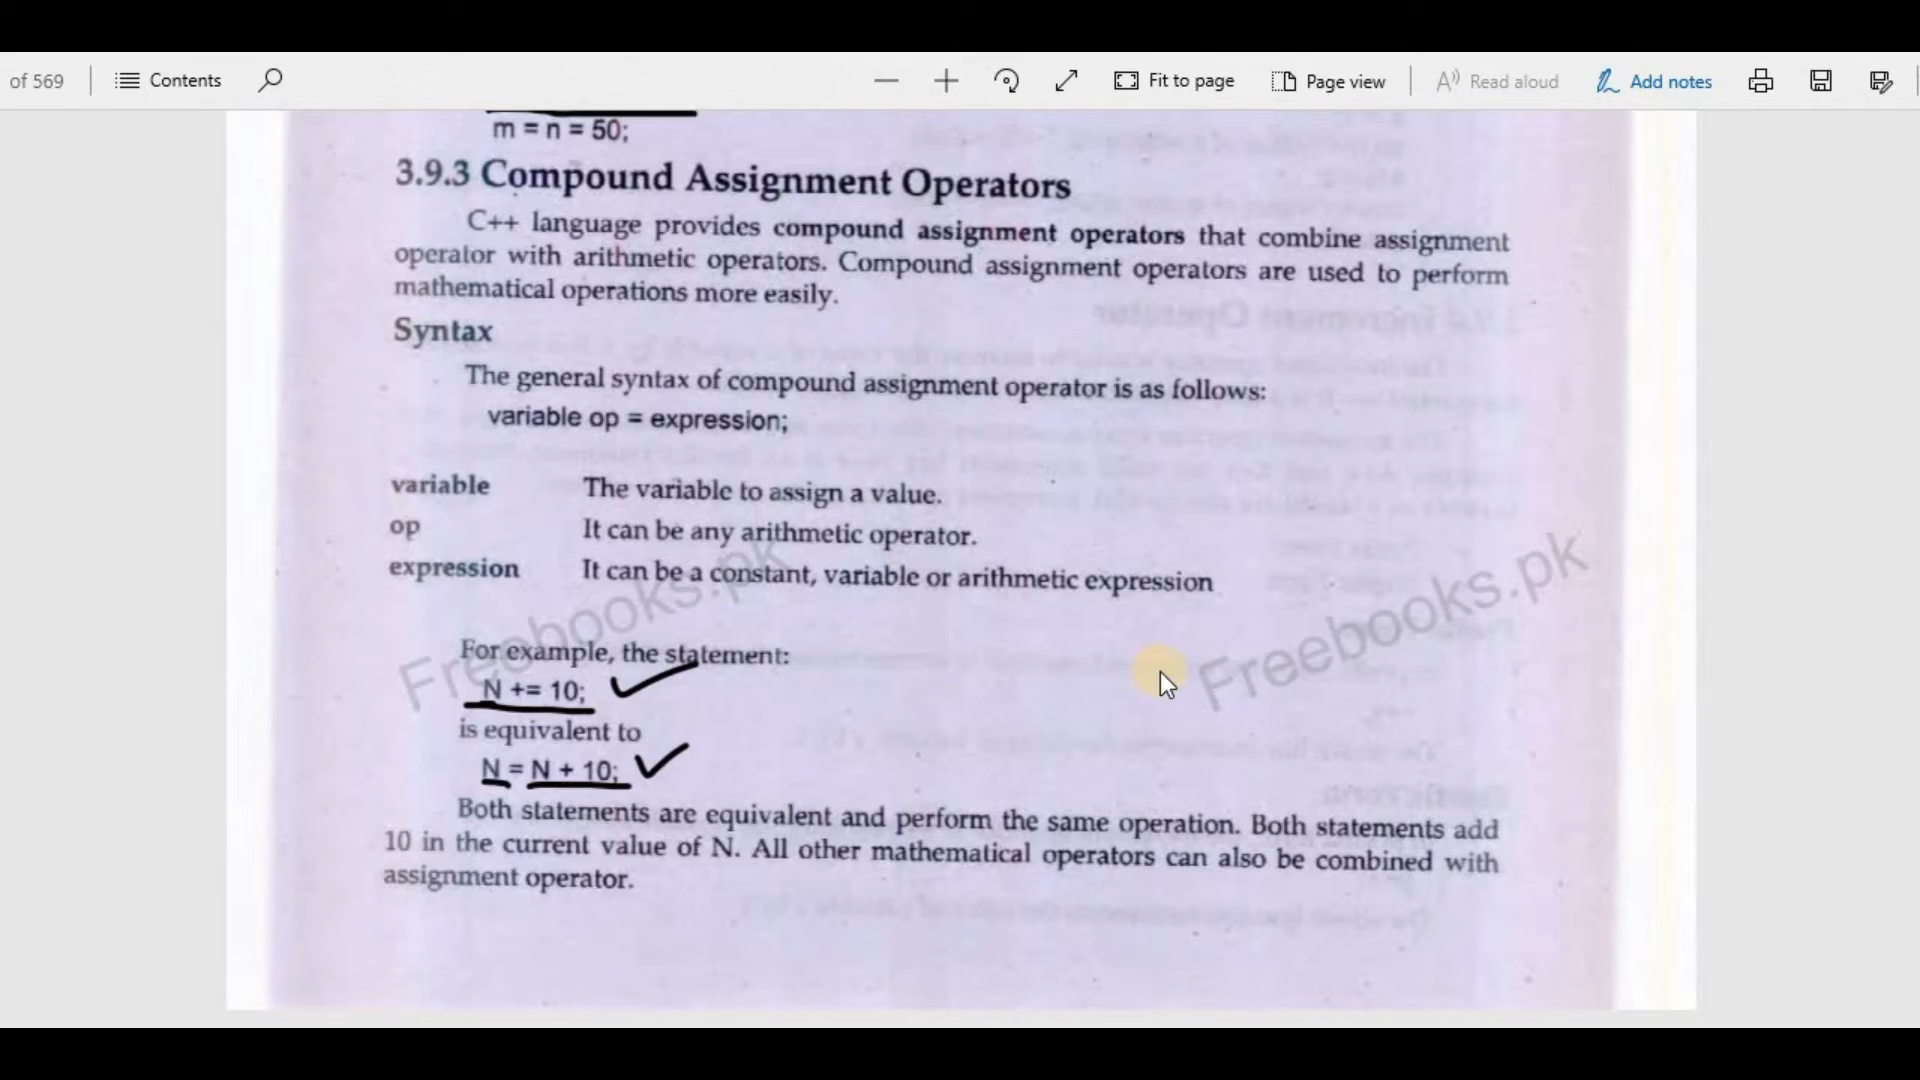 of 569 Contents Fit to page Page view Read aloud Add notes
m = n = 50;
3.9.3 Compound Assignment Operators
C++ language provides compound assignment operators that combine assignment
operator with arithmetic operators. Compound assignment operators are used to perform
mathematical operations more easily.
Syntax
The general syntax of compound assignment operator is as follows:
variable op = expression;
variable The variable to assign a value.
op It can be any arithmetic operator.
expression It can be a constant, variable or arithmetic expression
Freebooks.pk Freebooks.pk
For example, the statement:
N += 10;
is equivalent to
N = N + 10;
Both statements are equivalent and perform the same operation. Both statements add
10 in the current value of N. All other mathematical operators can also be combined with
assignment operator.